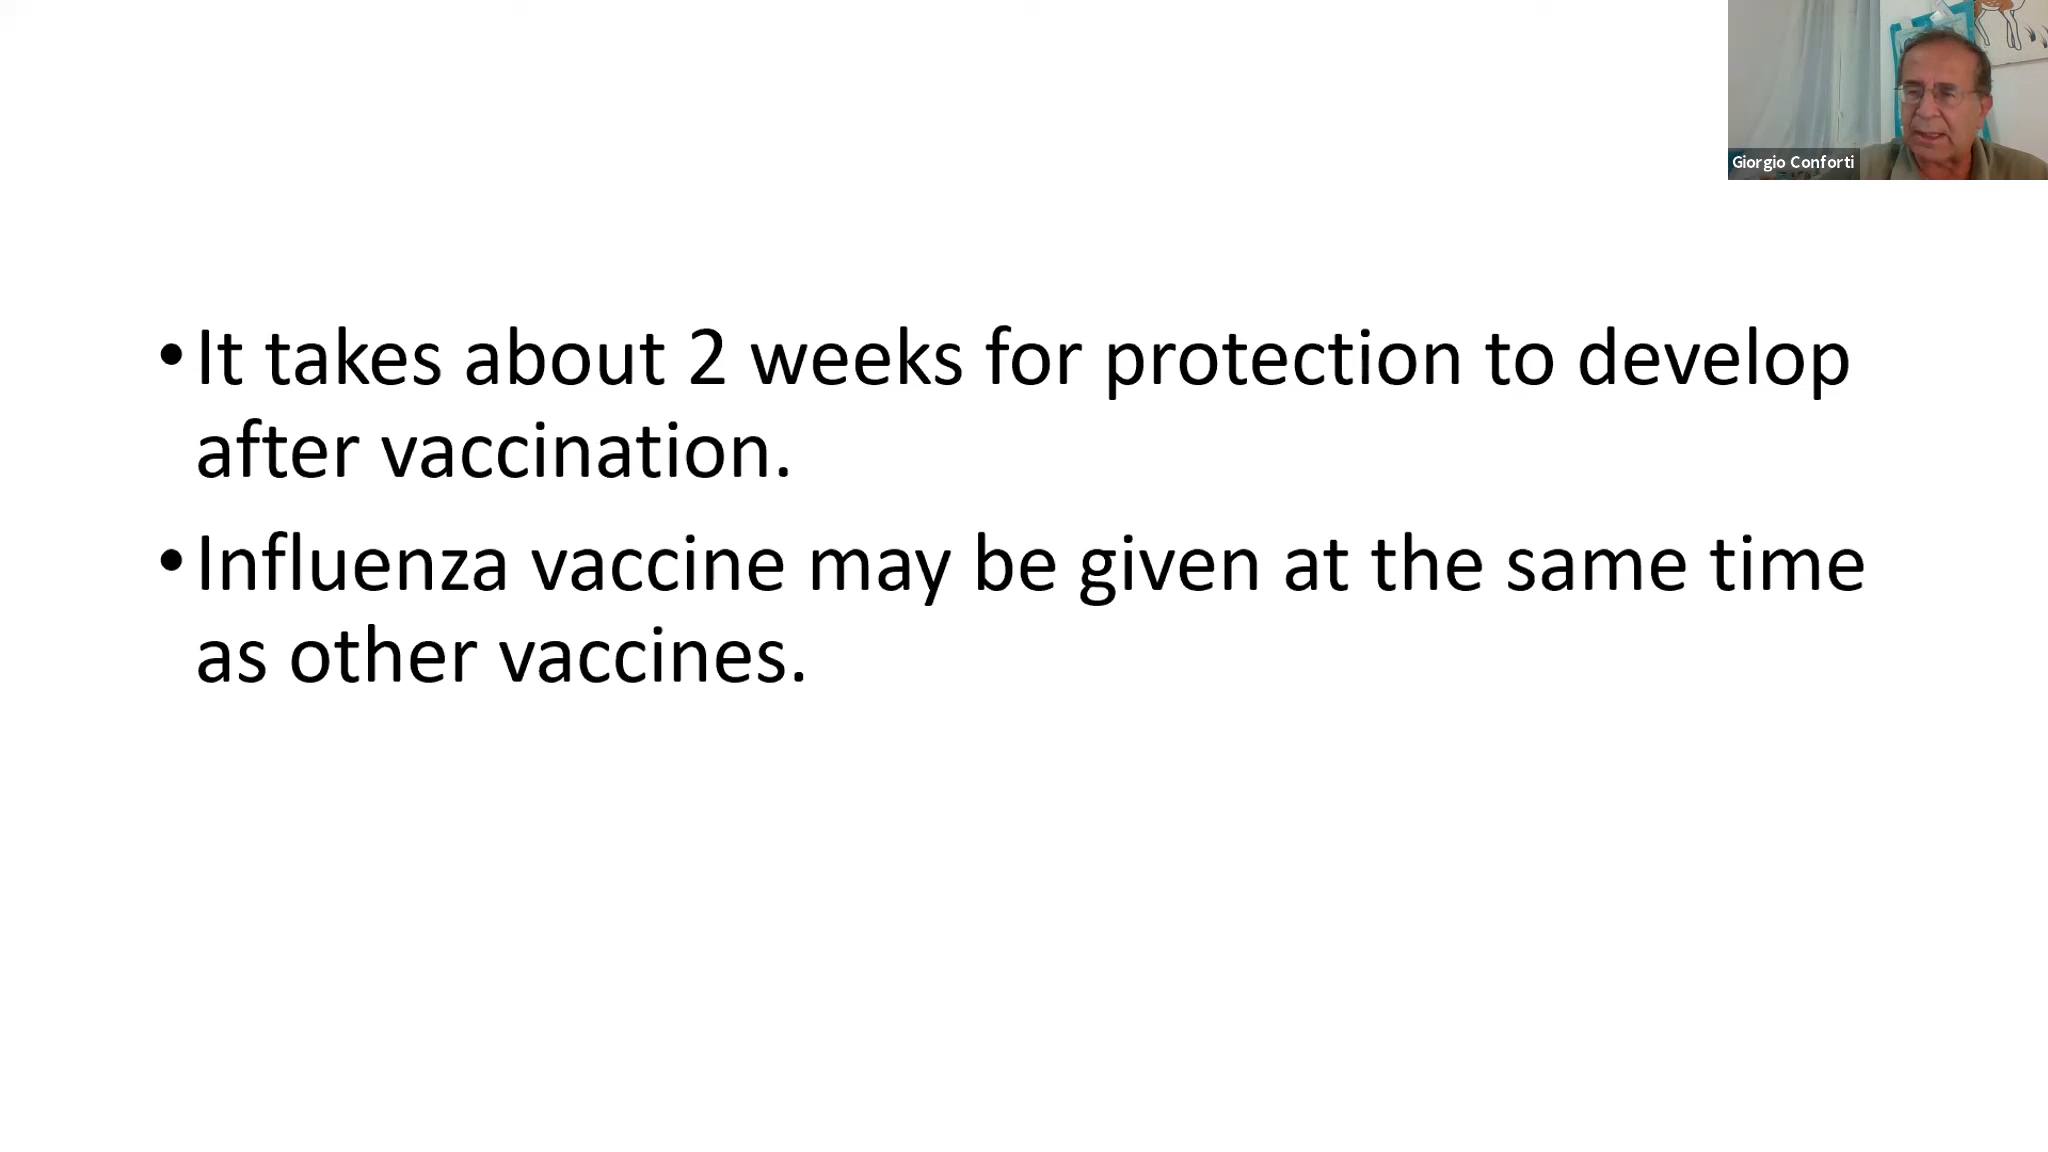 Giorgio Conforti
•It takes about 2 weeks for protection to develop
after vaccination.
•Influenza vaccine may be given at the same time
as other vaccines.